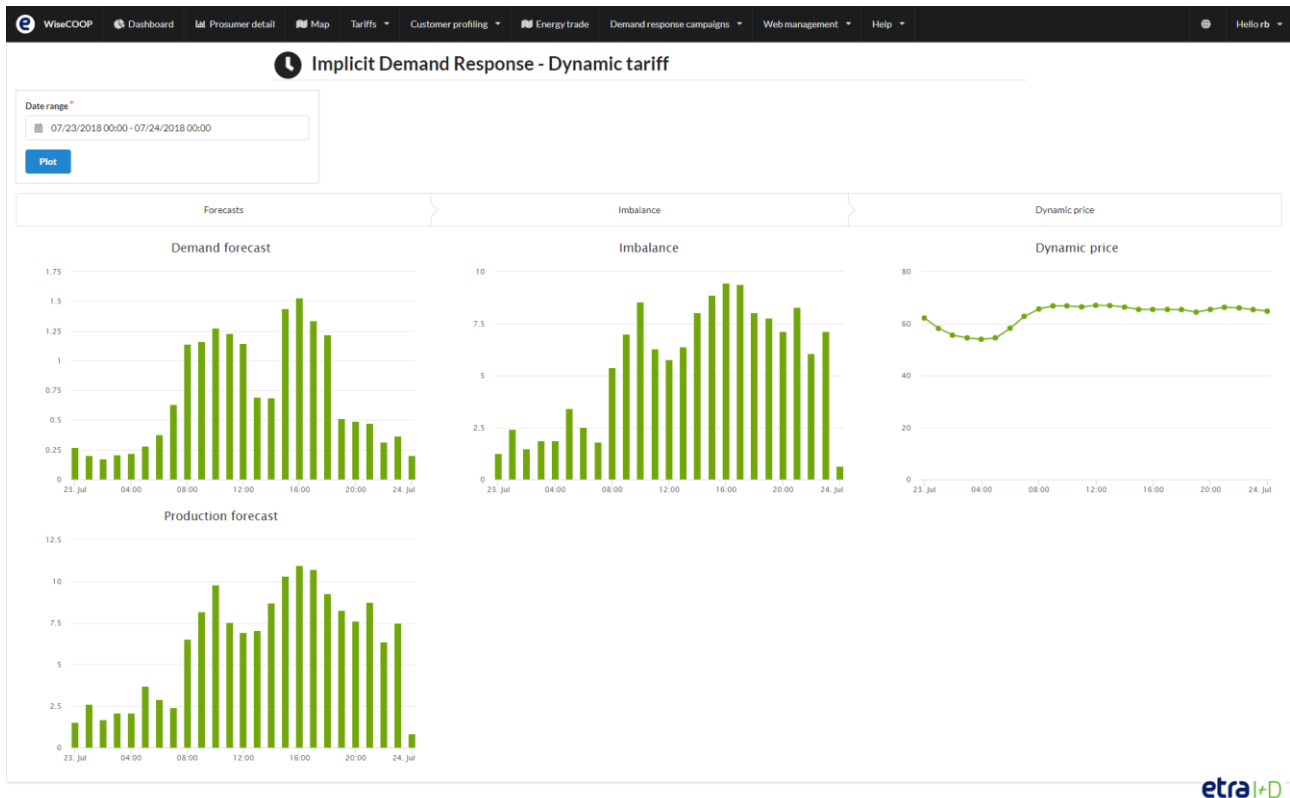 e WiseCOOP Dashboard Prosumer detail Map Tariffs Customer profiling Energy trade Demand response campaigns Web management Help Hello rb
Implicit Demand Response - Dynamic tariff
Date range *
07/23/2018 00:00 - 07/24/2018 00:00
Plot
Forecasts Imbalance Dynamic price
Demand forecast
1.75
1.5
1.25
1
0.75
0.5
0.25
0
23. Jul 04:00 08:00 12:00 16:00 20:00 24. Jul
Imbalance
10
7.5
5
2.5
0
23. Jul 04:00 08:00 12:00 16:00 20:00 24. Jul
Dynamic price
80
60
40
20
0
23. Jul 04:00 08:00 12:00 16:00 20:00 24. Jul
Production forecast
12.5
10
7.5
5
2.5
0
23. Jul 04:00 08:00 12:00 16:00 20:00 24. Jul
etra I+D